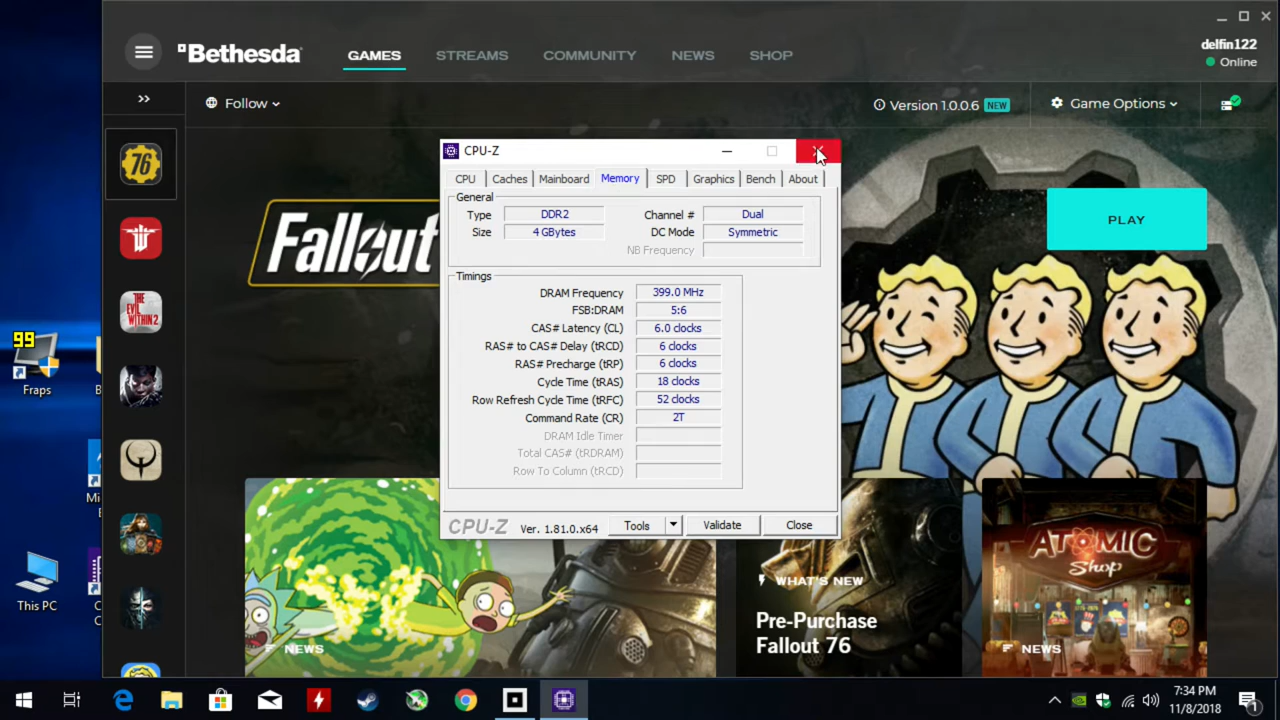 Bethesda
GAMES STREAMS COMMUNITY NEWS SHOP
delfin122
Online
Follow
Version 1.0.0.6 NEW
Game Options
76
THE EVIL WITHIN 2
Fallout
PLAY
CPU-Z
CPU Caches Mainboard Memory SPD Graphics Bench About
General
Type DDR2 Channel # Dual
Size 4 GBytes DC Mode Symmetric
NB Frequency
Timings
DRAM Frequency 399.0 MHz
FSB:DRAM 5:6
CAS# Latency (CL) 6.0 clocks
RAS# to CAS# Delay (tRCD) 6 clocks
RAS# Precharge (tRP) 6 clocks
Cycle Time (tRAS) 18 clocks
Row Refresh Cycle Time (tRFC) 52 clocks
Command Rate (CR) 2T
DRAM Idle Timer
Total CAS# (tRDRAM)
Row To Column (tRCD)
CPU-Z Ver. 1.81.0.x64 Tools Validate Close
99
Fraps
B
Mi
E
This PC
C
C
NEWS
WHAT'S NEW
Pre-Purchase
Fallout 76
ATOMIC
Shop
NEWS
7:34 PM
11/8/2018
1